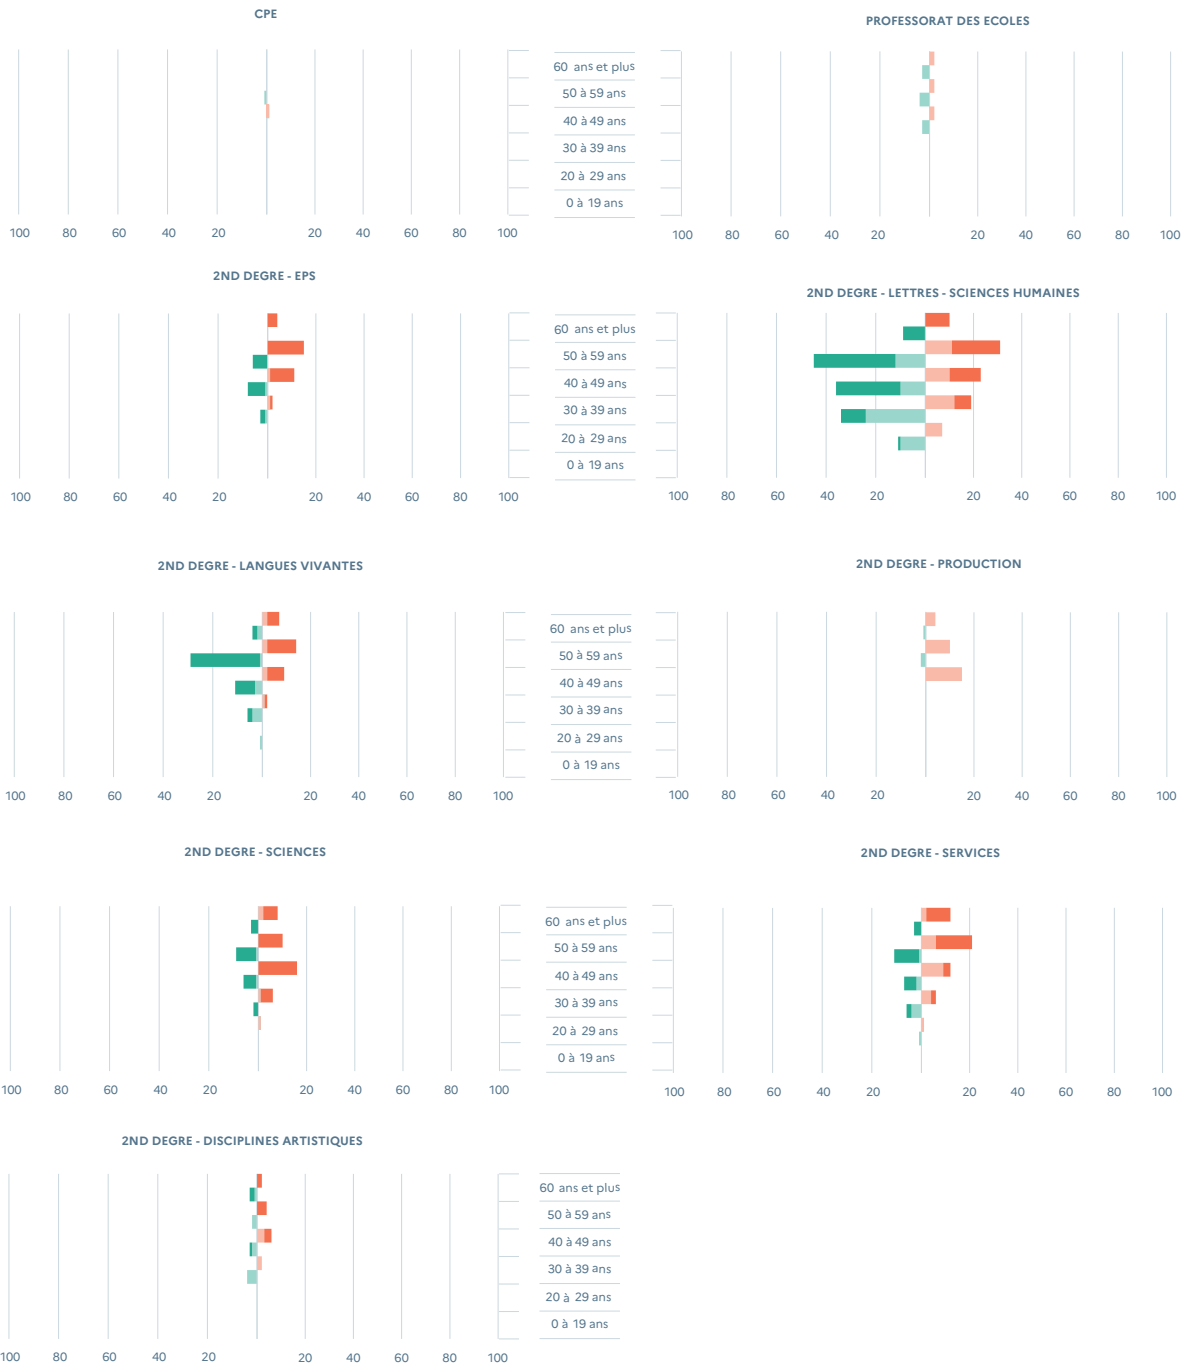 CPE
PROFESSORAT DES ECOLES
60 ans et plus
50 à 59 ans
40 à 49 ans
30 à 39 ans
20 à 29 ans
0 à 19 ans
100 80 60 40 20 20 40 60 80 100
100 80 60 40 20 20 40 60 80 100
2ND DEGRE - EPS
2ND DEGRE - LETTRES - SCIENCES HUMAINES
60 ans et plus
50 à 59 ans
40 à 49 ans
30 à 39 ans
20 à 29 ans
0 à 19 ans
100 80 60 40 20 20 40 60 80 100
100 80 60 40 20 20 40 60 80 100
2ND DEGRE - LANGUES VIVANTES
2ND DEGRE - PRODUCTION
60 ans et plus
50 à 59 ans
40 à 49 ans
30 à 39 ans
20 à 29 ans
0 à 19 ans
100 80 60 40 20 20 40 60 80 100
100 80 60 40 20 20 40 60 80 100
2ND DEGRE - SCIENCES
2ND DEGRE - SERVICES
60 ans et plus
50 à 59 ans
40 à 49 ans
30 à 39 ans
20 à 29 ans
0 à 19 ans
100 80 60 40 20 20 40 60 80 100
100 80 60 40 20 20 40 60 80 100
2ND DEGRE - DISCIPLINES ARTISTIQUES
60 ans et plus
50 à 59 ans
40 à 49 ans
30 à 39 ans
20 à 29 ans
0 à 19 ans
100 80 60 40 20 20 40 60 80 100